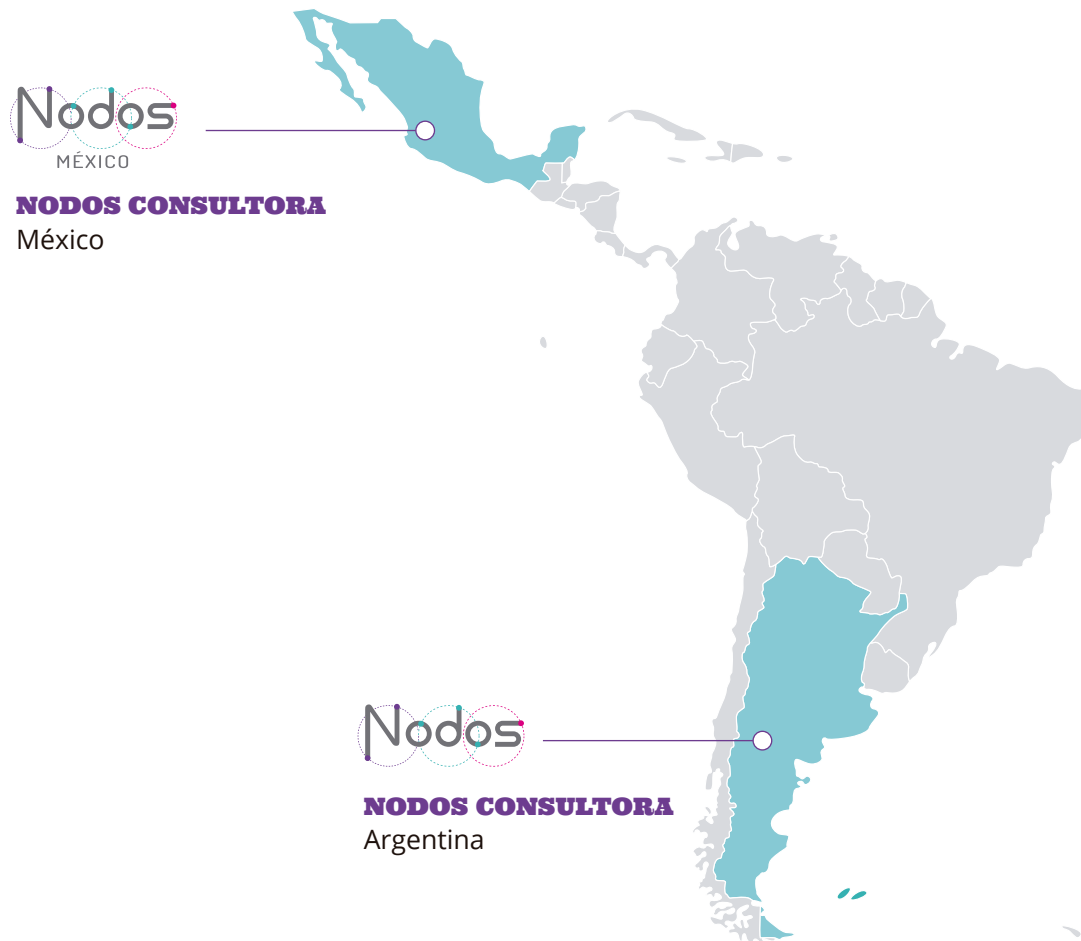 Nodos
MÉXICO
NODOS CONSULTORA
México
Nodos
NODOS CONSULTORA
Argentina